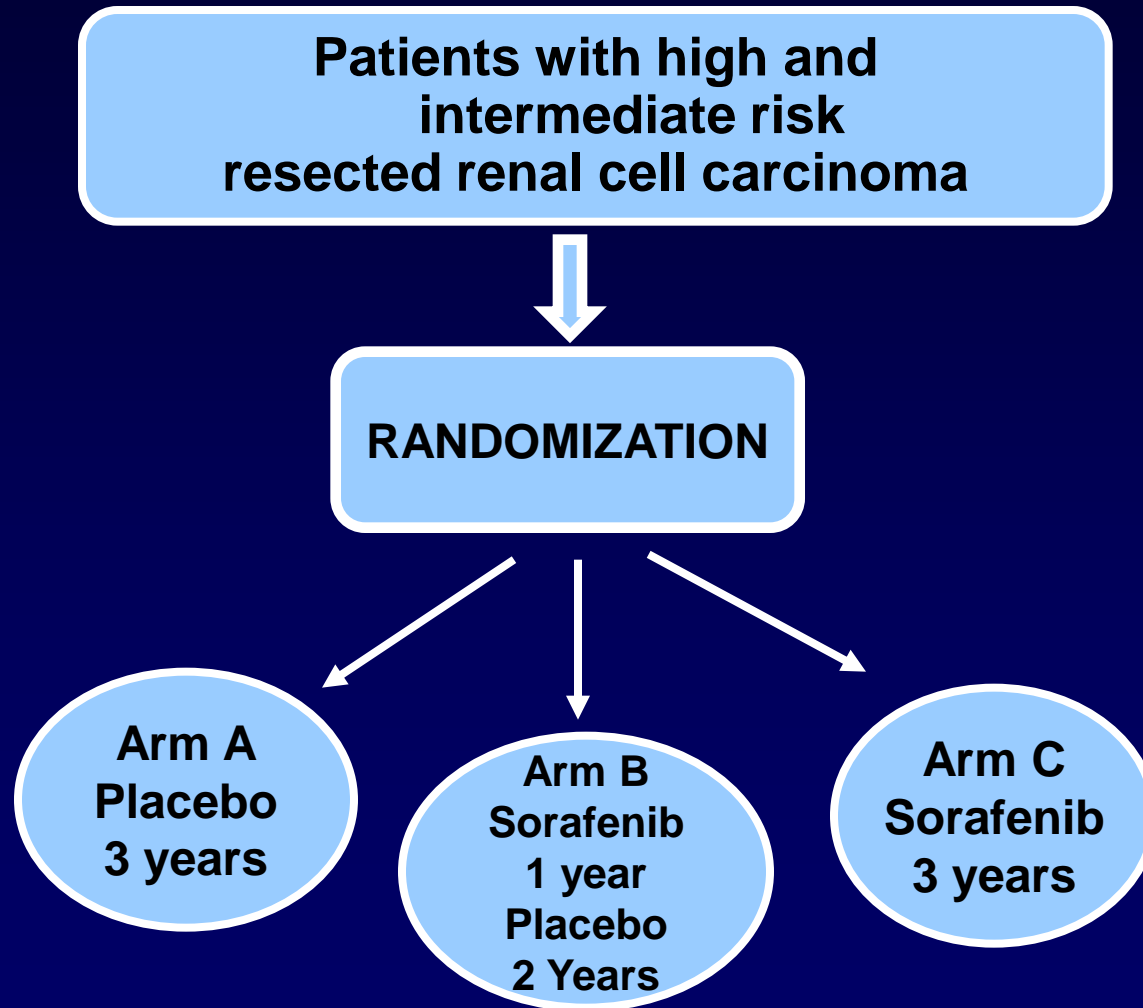 Patients with high and
intermediate risk
resected renal cell carcinoma
RANDOMIZATION
Arm A
Placebo
3 years
Arm B
Sorafenib
1 year
Placebo
2 Years
Arm C
Sorafenib
3 years